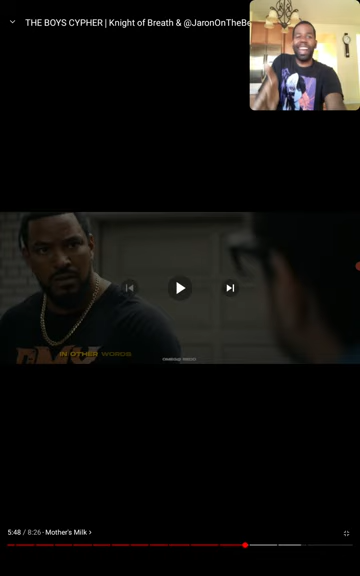 THE BOYS CYPHER | Knight of Breath & @JaronOnTheBe
IN OTHER WORDS
5:48 / 8:26 · Mother's Milk >